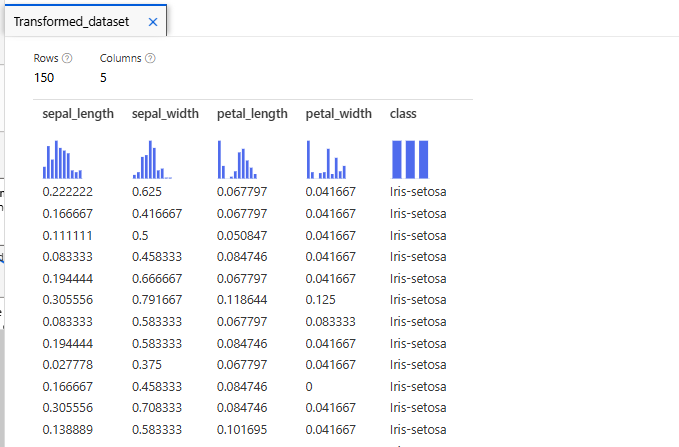 Transformed_dataset ×
Rows ? Columns ?
150 5
sepal_length sepal_width petal_length petal_width class
0.222222 0.625 0.067797 0.041667 Iris-setosa
0.166667 0.416667 0.067797 0.041667 Iris-setosa
0.111111 0.5 0.050847 0.041667 Iris-setosa
0.083333 0.458333 0.084746 0.041667 Iris-setosa
0.194444 0.666667 0.067797 0.041667 Iris-setosa
0.305556 0.791667 0.118644 0.125 Iris-setosa
0.083333 0.583333 0.067797 0.083333 Iris-setosa
0.194444 0.583333 0.084746 0.041667 Iris-setosa
0.027778 0.375 0.067797 0.041667 Iris-setosa
0.166667 0.458333 0.084746 0 Iris-setosa
0.305556 0.708333 0.084746 0.041667 Iris-setosa
0.138889 0.583333 0.101695 0.041667 Iris-setosa